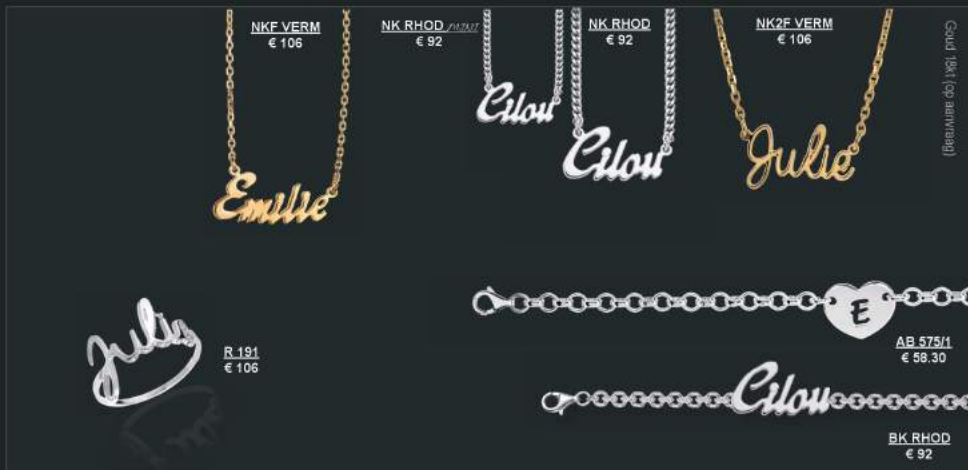 NKF VERM
€ 106
NK RHOD
€ 92
NK RHOD
€ 92
NK2F VERM
€ 106
Goud 18kt (op aanvraag)
Emilie
Cilou
Cilou
Julie
Julie
R 191
€ 106
E
AB 575/1
€ 58.30
Cilou
BK RHOD
€ 92